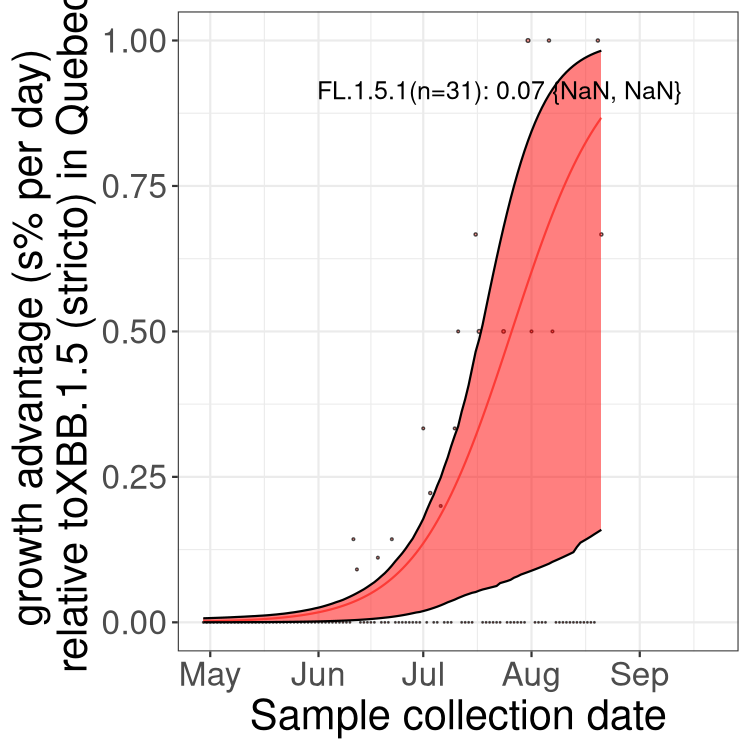 growth advantage (s% per day)
relative toXBB.1.5 (stricto) in Quebec
1.00
0.75
0.50
0.25
0.00
FL.1.5.1(n=31): 0.07 {NaN, NaN}
May Jun Jul Aug Sep
Sample collection date